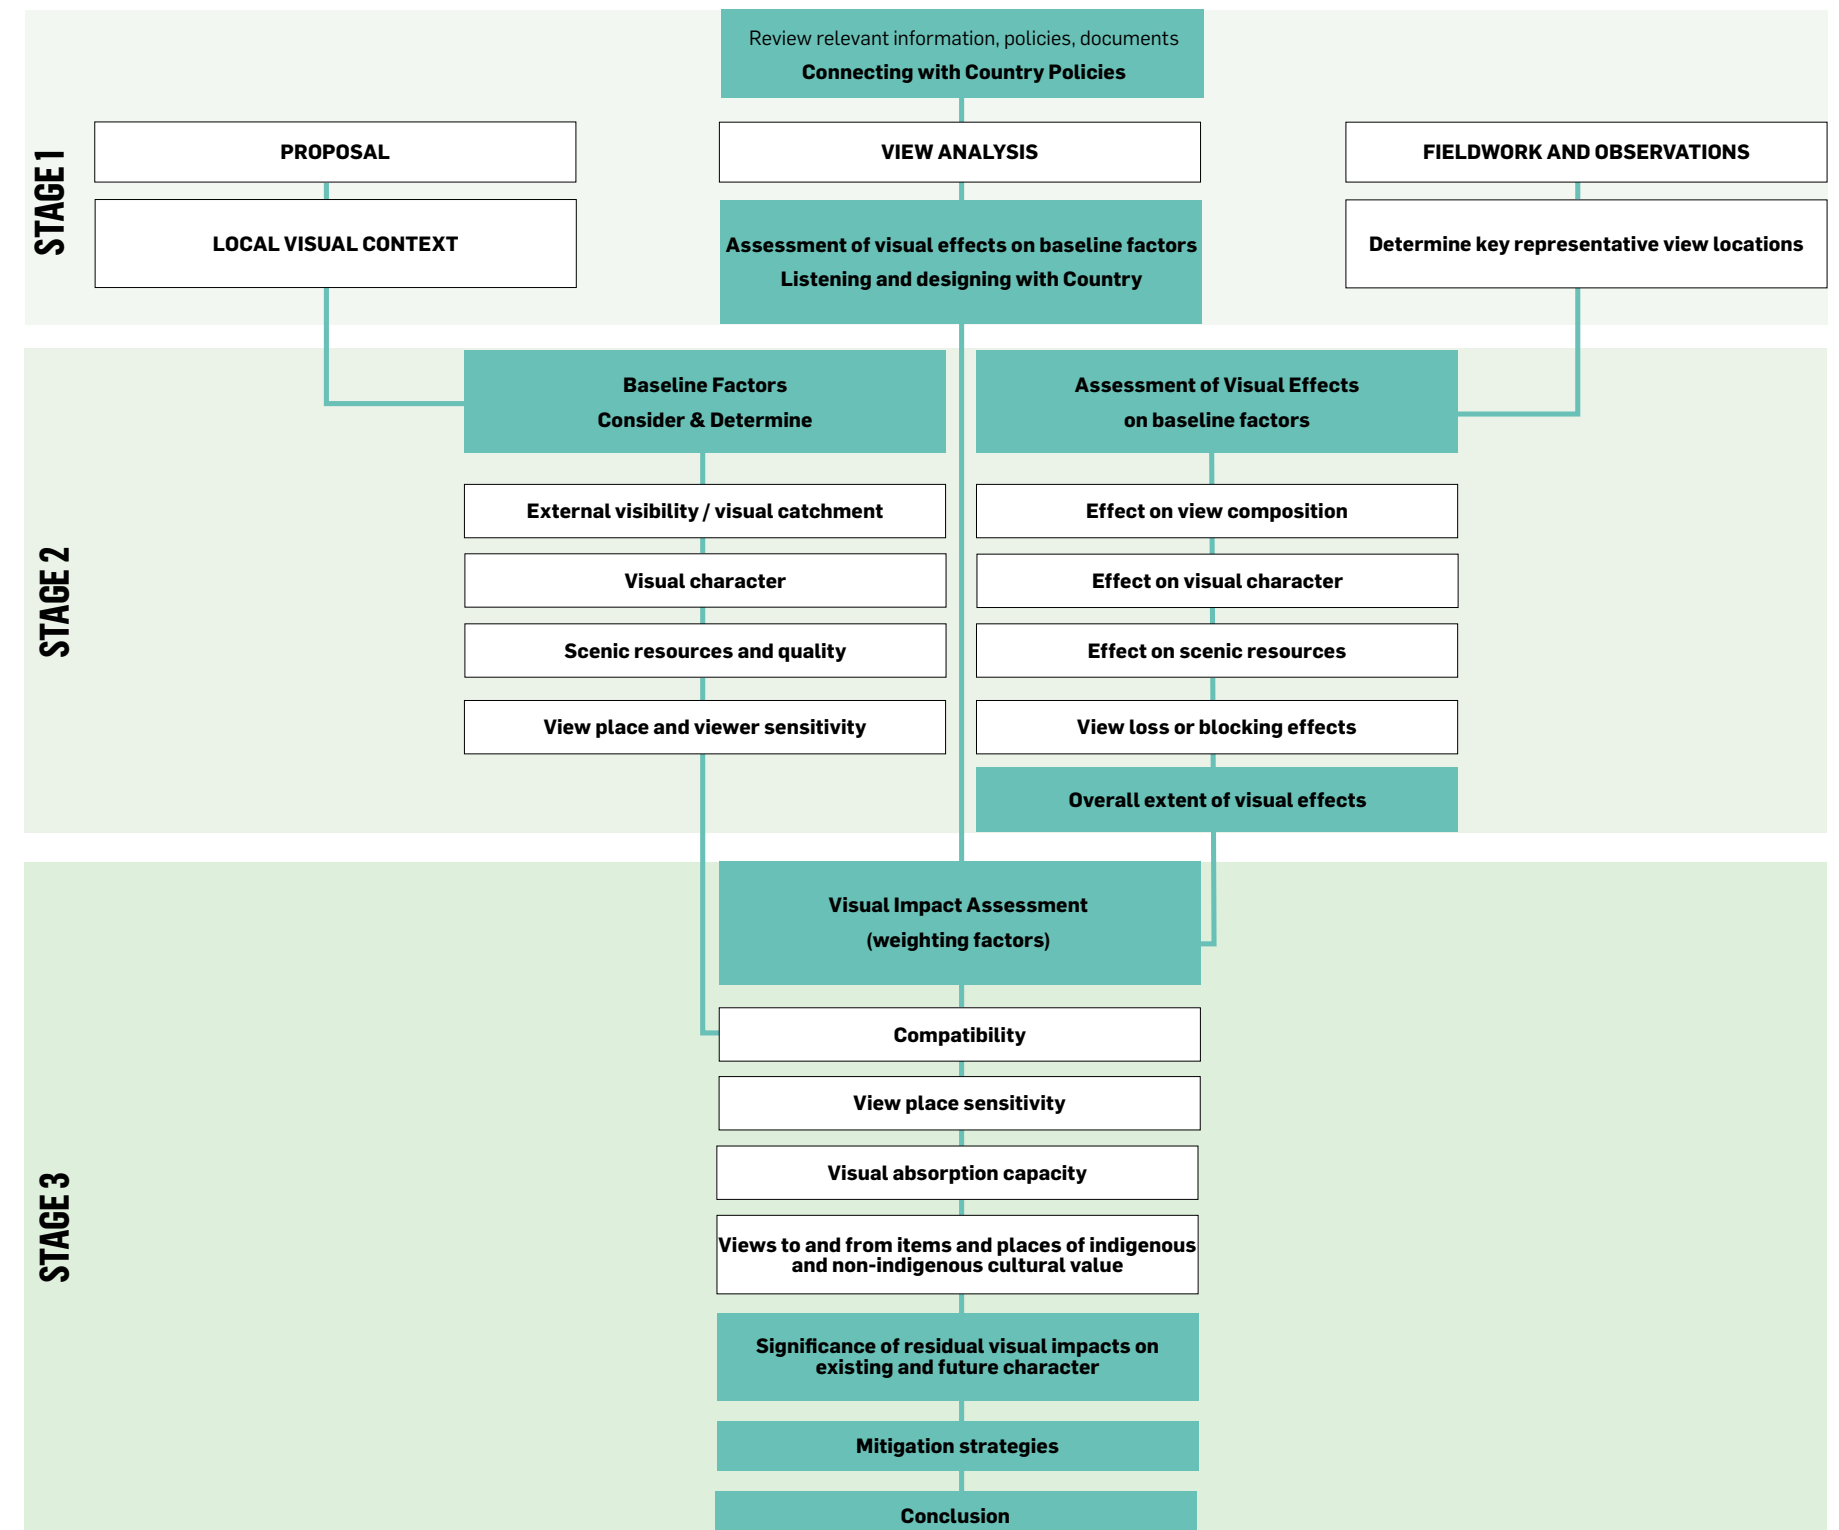 STAGE 1
Review relevant information, policies, documents
Connecting with Country Policies
PROPOSAL
VIEW ANALYSIS
FIELDWORK AND OBSERVATIONS
LOCAL VISUAL CONTEXT
Assessment of visual effects on baseline factors
Listening and designing with Country
Determine key representative view locations
STAGE 2
Baseline Factors
Consider & Determine
External visibility / visual catchment
Visual character
Scenic resources and quality
View place and viewer sensitivity
Assessment of Visual Effects
on baseline factors
Effect on view composition
Effect on visual character
Effect on scenic resources
View loss or blocking effects
Overall extent of visual effects
STAGE 3
Visual Impact Assessment
(weighting factors)
Compatibility
View place sensitivity
Visual absorption capacity
Views to and from items and places of indigenous
and non-indigenous cultural value
Significance of residual visual impacts on
existing and future character
Mitigation strategies
Conclusion